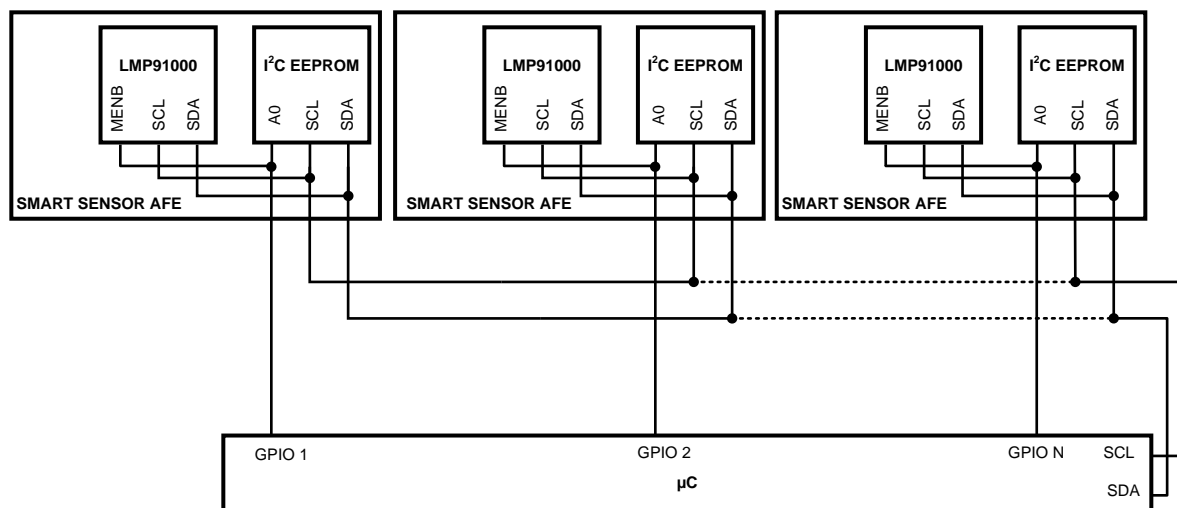 LMP91000
I²C EEPROM
MENB
SCL
SDA
A0
SCL
SDA
SMART SENSOR AFE
LMP91000
I²C EEPROM
MENB
SCL
SDA
A0
SCL
SDA
SMART SENSOR AFE
LMP91000
I²C EEPROM
MENB
SCL
SDA
A0
SCL
SDA
SMART SENSOR AFE
GPIO 1
GPIO 2
GPIO N
SCL
µC
SDA